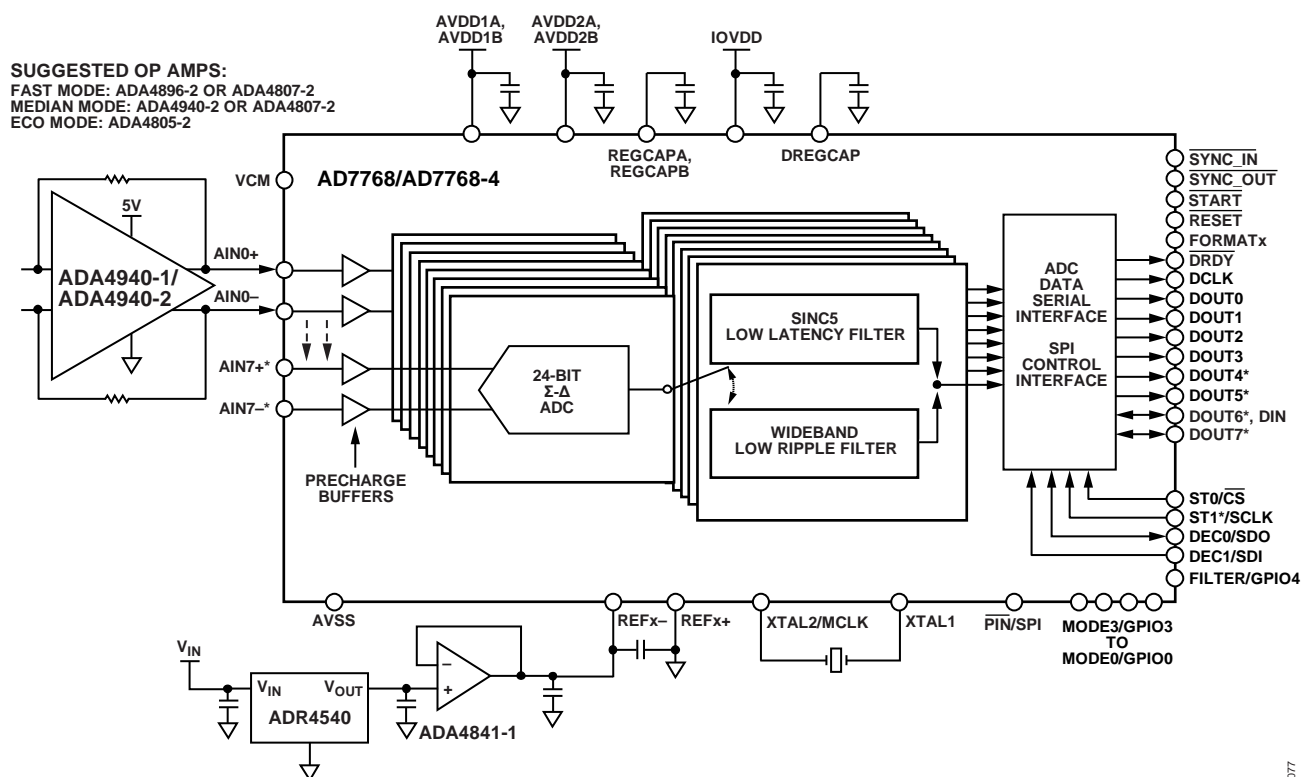 AVDD1A,
AVDD1B
AVDD2A,
AVDD2B
IOVDD
SUGGESTED OP AMPS:
FAST MODE: ADA4896-2 OR ADA4807-2
MEDIAN MODE: ADA4940-2 OR ADA4807-2
ECO MODE: ADA4805-2
REGCAPA,
REGCAPB
DREGCAP
VCM
AD7768/AD7768-4
SYNC_IN
SYNC_OUT
START
RESET
FORMATx
DRDY
DCLK
DOUT0
DOUT1
DOUT2
DOUT3
DOUT4*
DOUT5*
DOUT6*, DIN
DOUT7*
5V
ADA4940-1/
ADA4940-2
AIN0+
AIN0–
AIN7+*
AIN7–*
PRECHARGE
BUFFERS
24-BIT
Σ-Δ
ADC
SINC5
LOW LATENCY FILTER
WIDEBAND
LOW RIPPLE FILTER
ADC
DATA
SERIAL
INTERFACE
SPI
CONTROL
INTERFACE
ST0/CS
ST1*/SCLK
DEC0/SDO
DEC1/SDI
FILTER/GPIO4
AVSS
REFx–
REFx+
XTAL2/MCLK
XTAL1
PIN/SPI
MODE3/GPIO3
TO
MODE0/GPIO0
VIN
VIN
VOUT
ADR4540
–
+
ADA4841-1
077